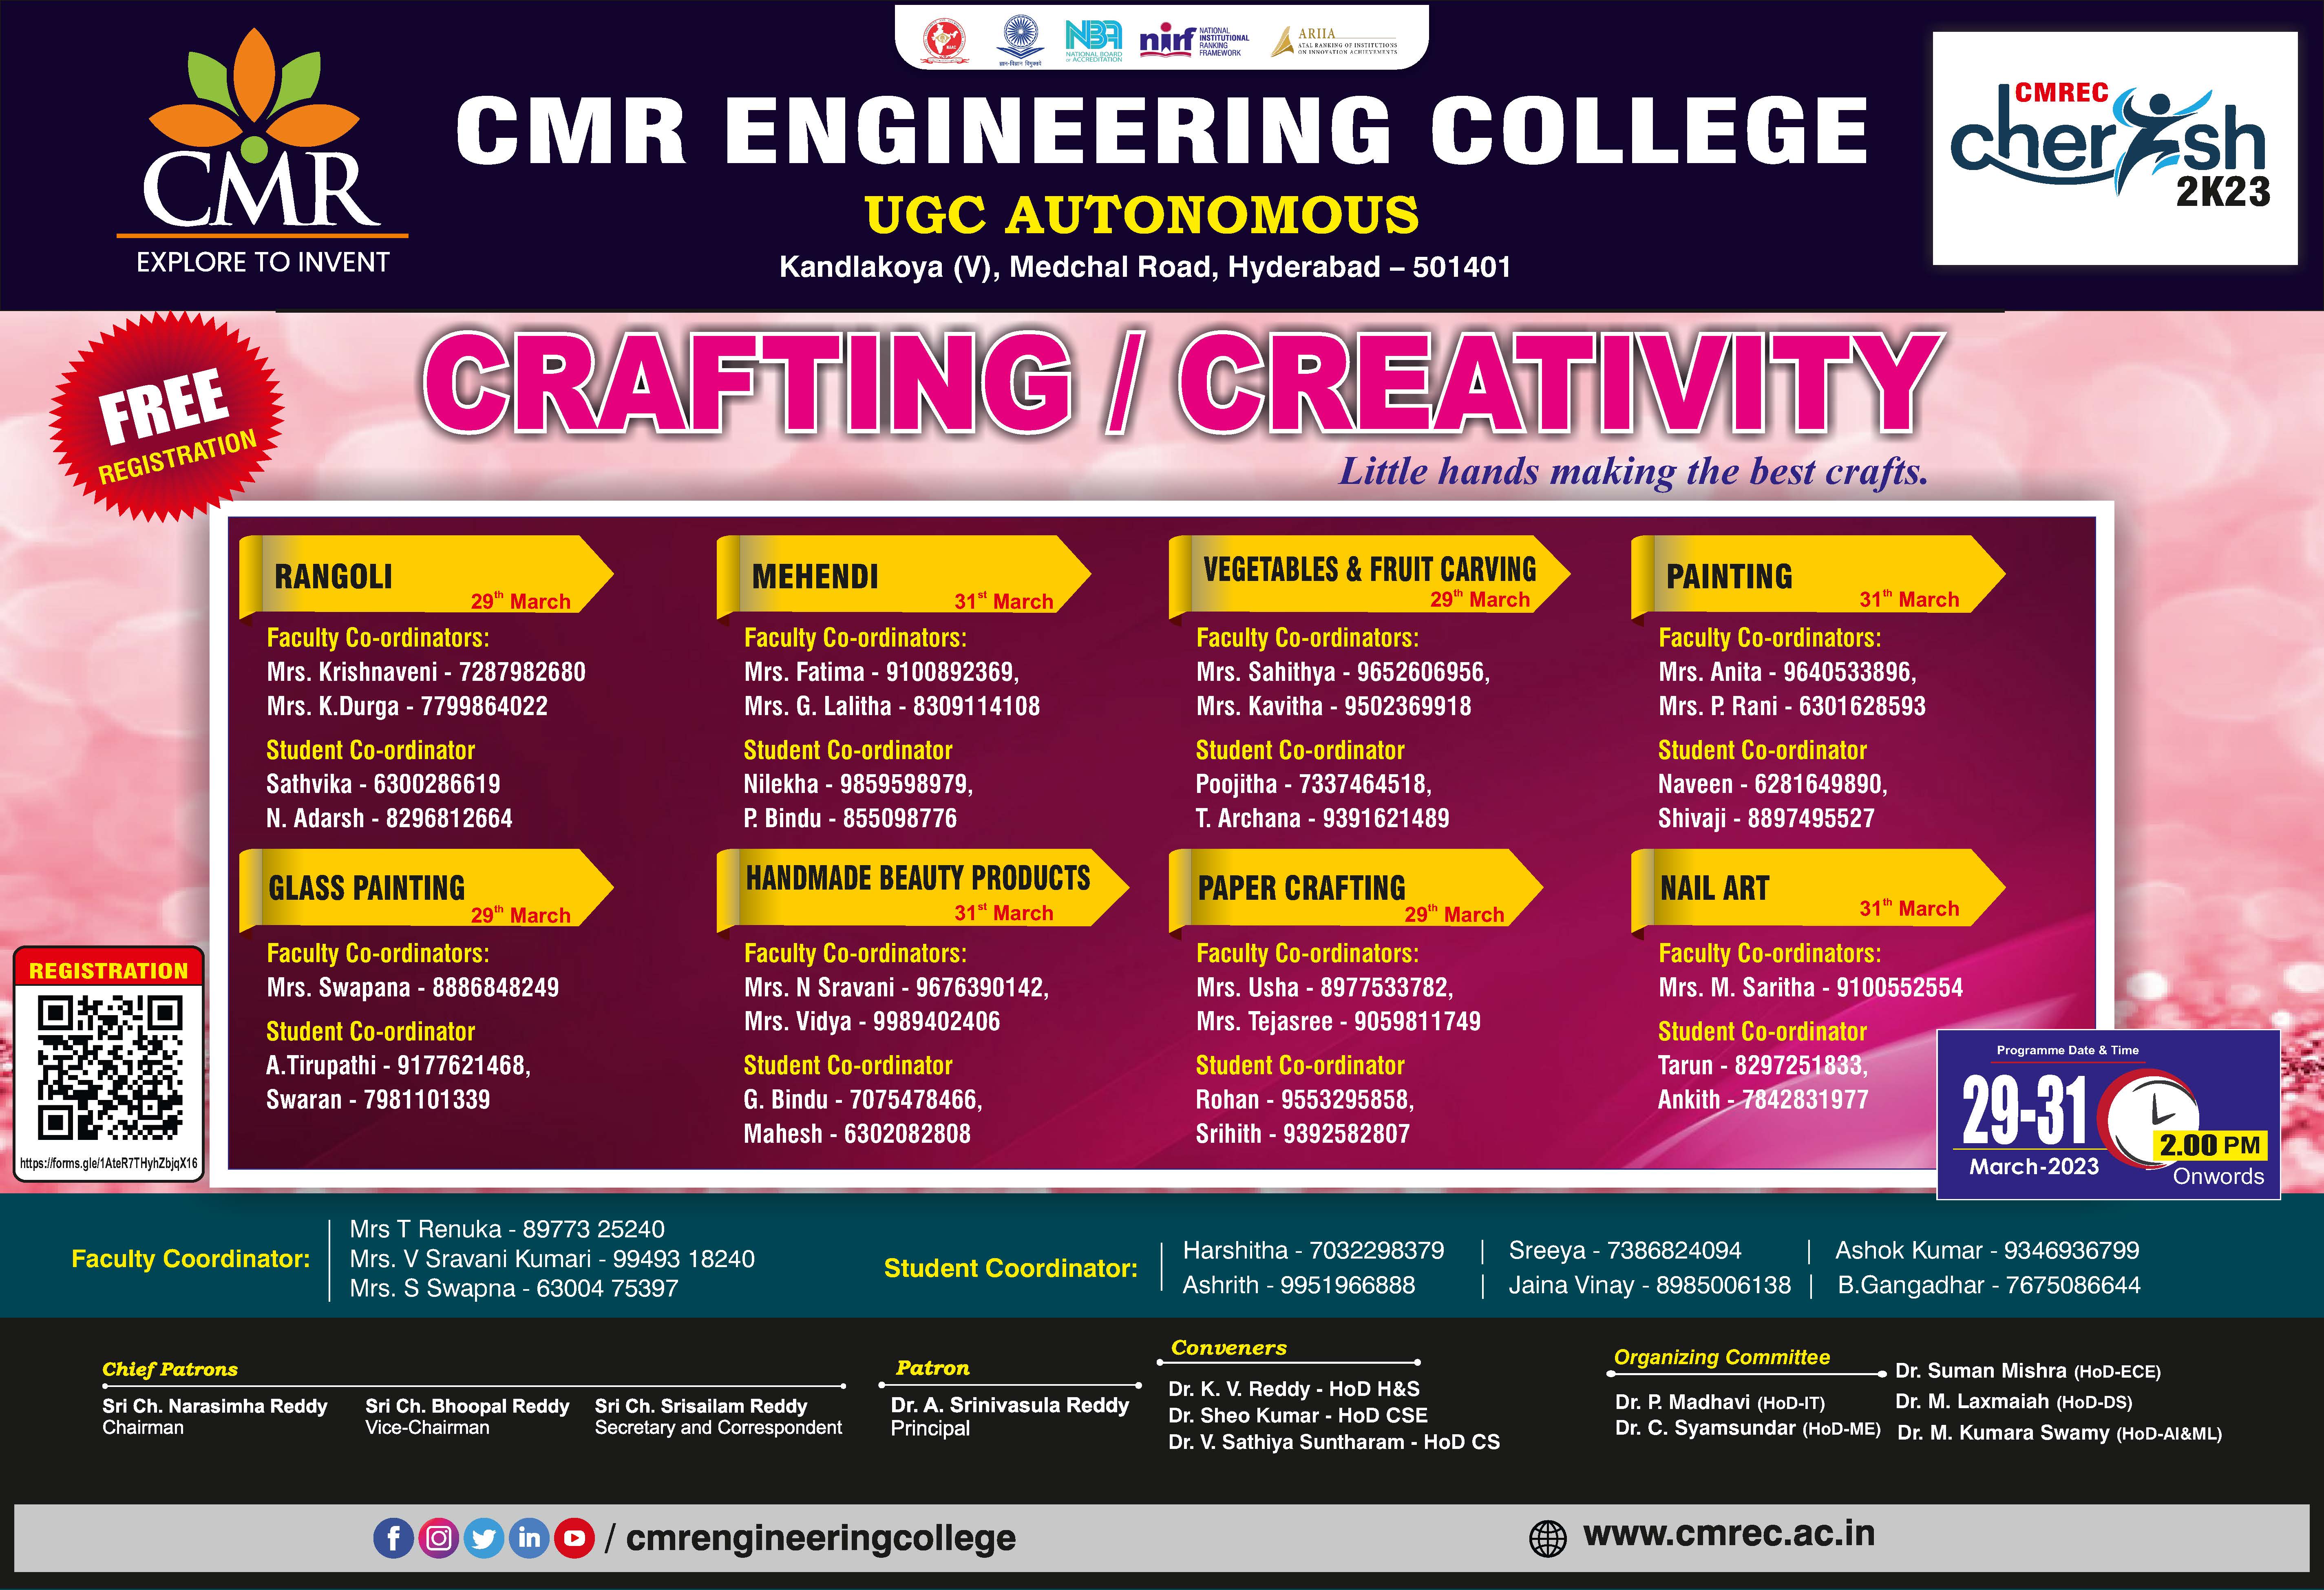 NBA
NATIONAL BOARD
of ACCREDITATION
nirf
NATIONAL
INSTITUTIONAL
RANKING
FRAMEWORK
ARIIA
ATAL RANKING OF INSTITUTIONS
ON INNOVATION ACHIEVEMENTS
ज्ञान-विज्ञान विमुक्तये
CMR
EXPLORE TO INVENT
CMR ENGINEERING COLLEGE
UGC AUTONOMOUS
Kandlakoya (V), Medchal Road, Hyderabad – 501401
CMREC
cherish
2K23
FREE
REGISTRATION
CRAFTING / CREATIVITY
Little hands making the best crafts.
RANGOLI
29th March
Faculty Co-ordinators:
Mrs. Krishnaveni - 7287982680
Mrs. K.Durga - 7799864022
Student Co-ordinator
Sathvika - 6300286619
N. Adarsh - 8296812664
MEHENDI
31st March
Faculty Co-ordinators:
Mrs. Fatima - 9100892369,
Mrs. G. Lalitha - 8309114108
Student Co-ordinator
Nilekha - 9859598979,
P. Bindu - 855098776
VEGETABLES & FRUIT CARVING
29th March
Faculty Co-ordinators:
Mrs. Sahithya - 9652606956,
Mrs. Kavitha - 9502369918
Student Co-ordinator
Poojitha - 7337464518,
T. Archana - 9391621489
PAINTING
31th March
Faculty Co-ordinators:
Mrs. Anita - 9640533896,
Mrs. P. Rani - 6301628593
Student Co-ordinator
Naveen - 6281649890,
Shivaji - 8897495527
GLASS PAINTING
29th March
Faculty Co-ordinators:
Mrs. Swapana - 8886848249
Student Co-ordinator
A.Tirupathi - 9177621468,
Swaran - 7981101339
HANDMADE BEAUTY PRODUCTS
31st March
Faculty Co-ordinators:
Mrs. N Sravani - 9676390142,
Mrs. Vidya - 9989402406
Student Co-ordinator
G. Bindu - 7075478466,
Mahesh - 6302082808
PAPER CRAFTING
29th March
Faculty Co-ordinators:
Mrs. Usha - 8977533782,
Mrs. Tejasree - 9059811749
Student Co-ordinator
Rohan - 9553295858,
Srihith - 9392582807
NAIL ART
31th March
Faculty Co-ordinators:
Mrs. M. Saritha - 9100552554
Student Co-ordinator
Tarun - 8297251833,
Ankith - 7842831977
REGISTRATION
https://forms.gle/1AteR7THyhZbjqX16
Programme Date & Time
29-31
March-2023
2.00 PM
Onwords
Faculty Coordinator:
Mrs T Renuka - 89773 25240
Mrs. V Sravani Kumari - 99493 18240
Mrs. S Swapna - 63004 75397
Student Coordinator:
Harshitha - 7032298379 | Sreeya - 7386824094 | Ashok Kumar - 9346936799
Ashrith - 9951966888 | Jaina Vinay - 8985006138 | B.Gangadhar - 7675086644
Chief Patrons
Sri Ch. Narasimha Reddy
Chairman
Sri Ch. Bhoopal Reddy
Vice-Chairman
Sri Ch. Srisailam Reddy
Secretary and Correspondent
Patron
Dr. A. Srinivasula Reddy
Principal
Conveners
Dr. K. V. Reddy - HoD H&S
Dr. Sheo Kumar - HoD CSE
Dr. V. Sathiya Suntharam - HoD CS
Organizing Committee
Dr. P. Madhavi (HoD-IT)
Dr. C. Syamsundar (HoD-ME)
Dr. Suman Mishra (HoD-ECE)
Dr. M. Laxmaiah (HoD-DS)
Dr. M. Kumara Swamy (HoD-AI&ML)
/ cmrengineeringcollege
www.cmrec.ac.in